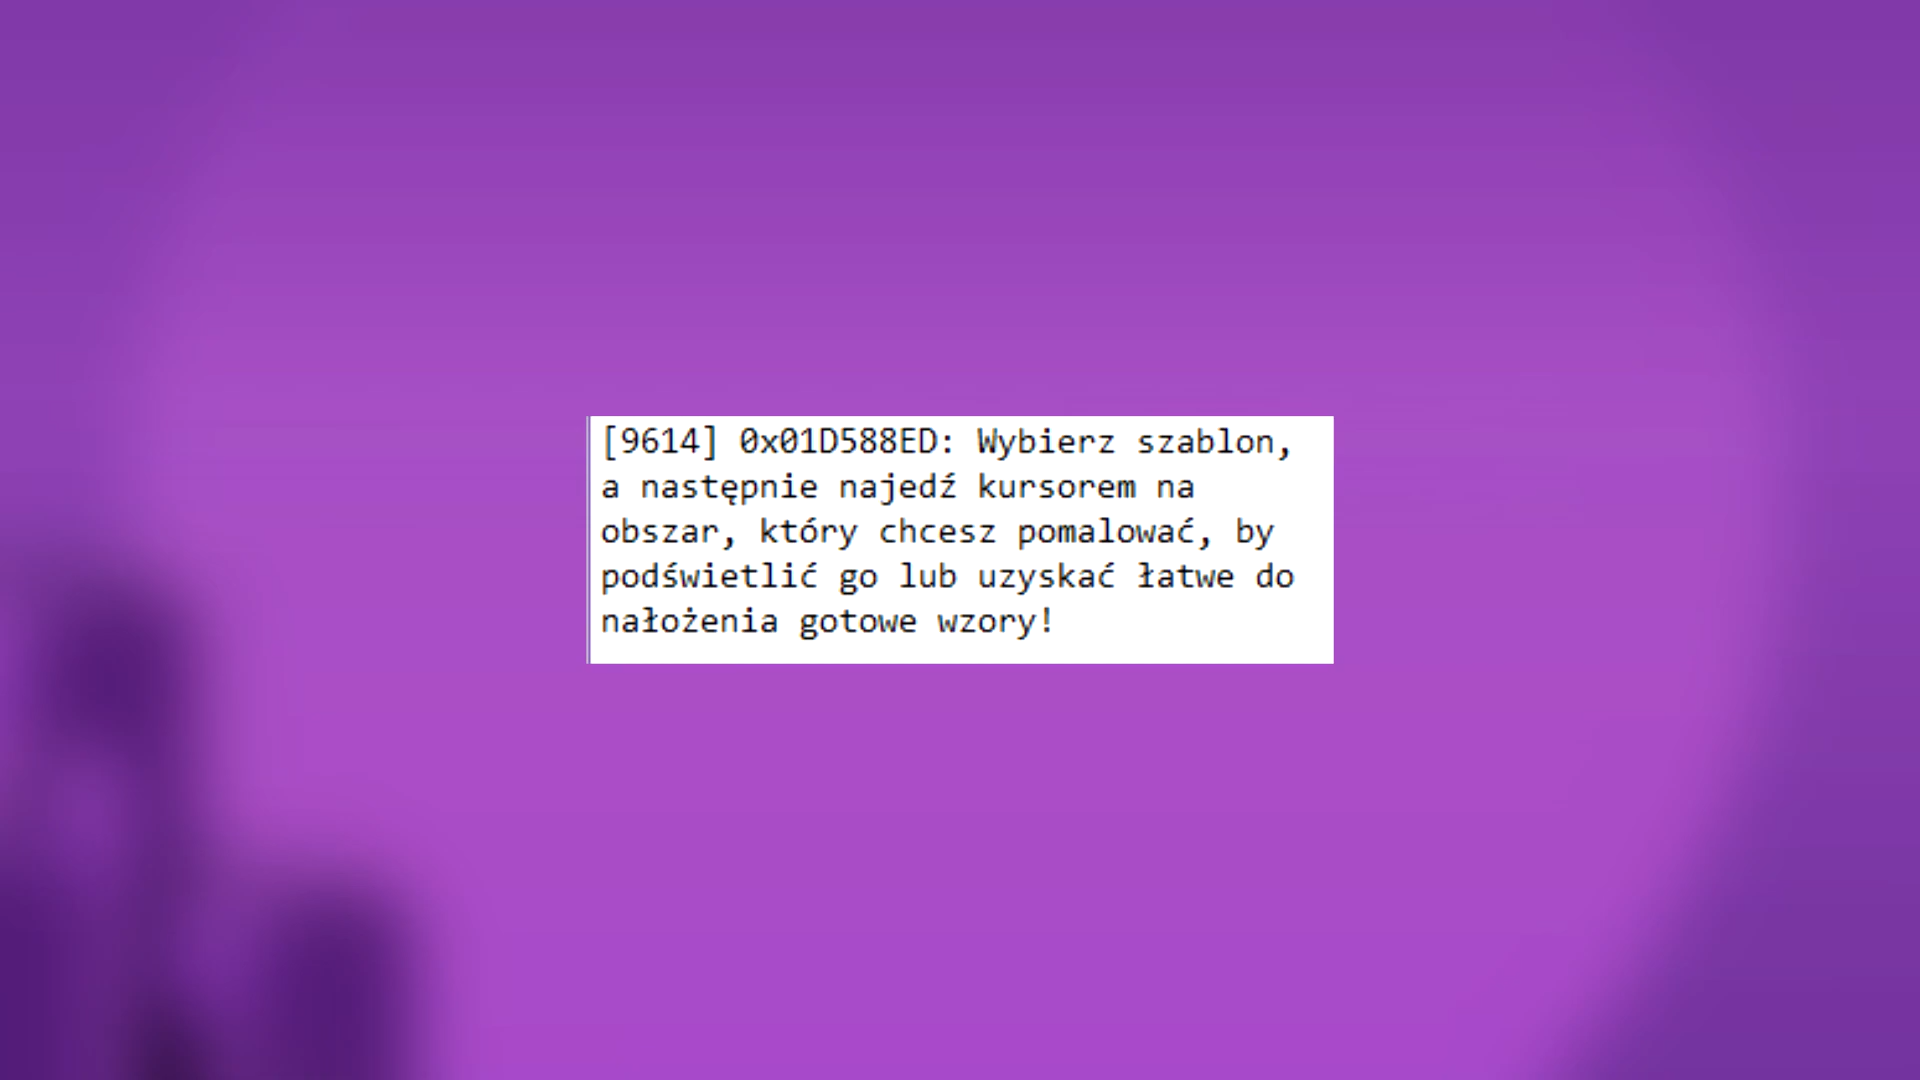 [9614] 0x01D588ED: Wybierz szablon,
a następnie najedź kursorem na
obszar, który chcesz pomalować, by
podświetlić go lub uzyskać łatwe do
nałożenia gotowe wzory!